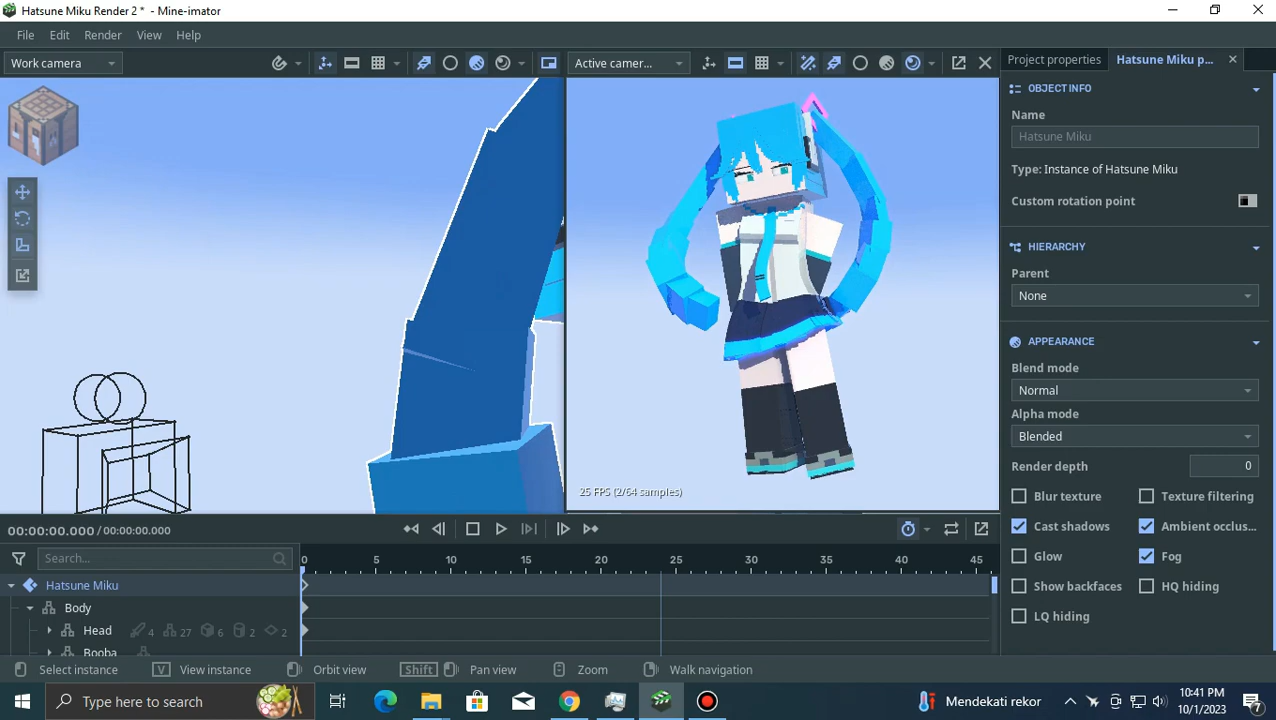 Hatsune Miku Render 2 * - Mine-imator
File Edit Render View Help
Work camera
Active camer...
25 FPS (2/64 samples)
Project properties Hatsune Miku p...
OBJECT INFO
Name
Hatsune Miku
Type: Instance of Hatsune Miku
Custom rotation point
HIERARCHY
Parent
None
APPEARANCE
Blend mode
Normal
Alpha mode
Blended
Render depth 0
Blur texture Texture filtering
Cast shadows Ambient occlus...
Glow Fog
Show backfaces HQ hiding
LQ hiding
00:00:00.000 / 00:00:00.000
Search...
0 5 10 15 20 25 30 35 40 45
Hatsune Miku
Body
Head 4 27 6 2 2
Booba
Select instance V View instance Orbit view Shift Pan view Zoom Walk navigation
Type here to search
Mendekati rekor
10:41 PM
10/1/2023
7